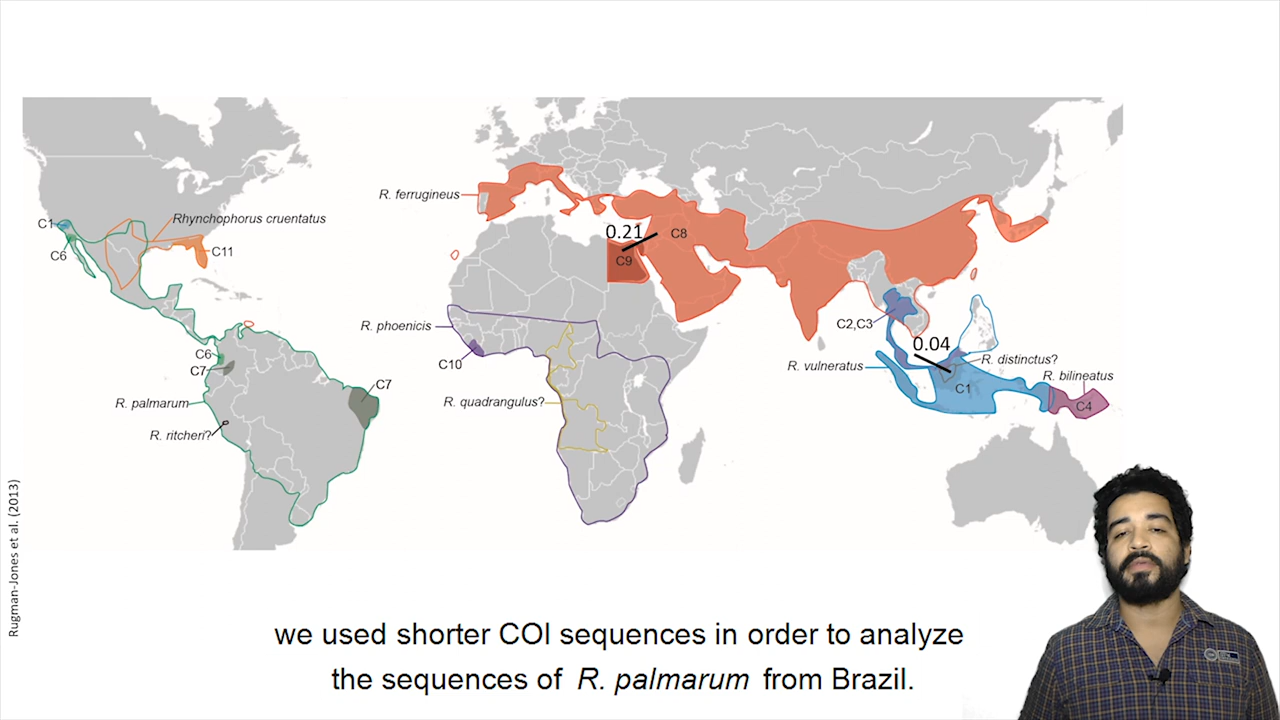 R. ferrugineus
C1
Rhynchophorus cruentatus
0.21
C8
C6
C11
C9
C2,C3
R. phoenicis
0.04
C6
C10
R. vulneratus
R. distinctus?
C7
R. bilineatus
C7
C1
R. palmarum
R. quadrangulus?
C4
R. ritcheri?
Rugman-Jones et al. (2013)
we used shorter COI sequences in order to analyze
the sequences of R. palmarum from Brazil.